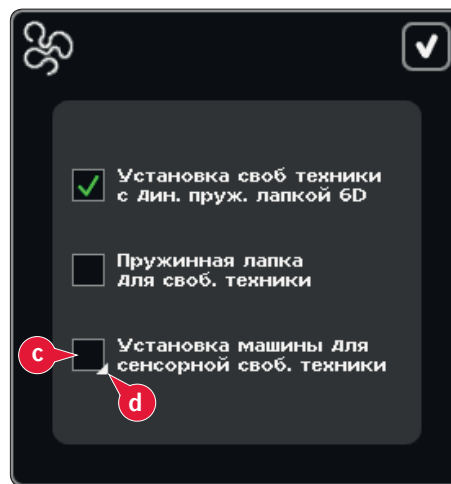 Установка своб техники
с дин. пруж. лапкой 6D
Пружинная лапка
для своб. техники
Установка машины для
c
сенсорной своб. техники
d